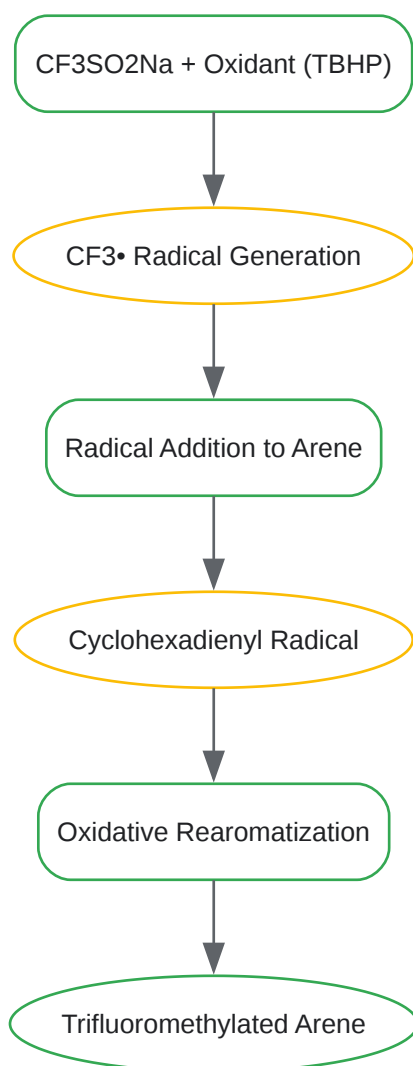 CF3SO2Na + Oxidant (TBHP)
CF3• Radical Generation
Radical Addition to Arene
Cyclohexadienyl Radical
Oxidative Rearomatization
Trifluoromethylated Arene